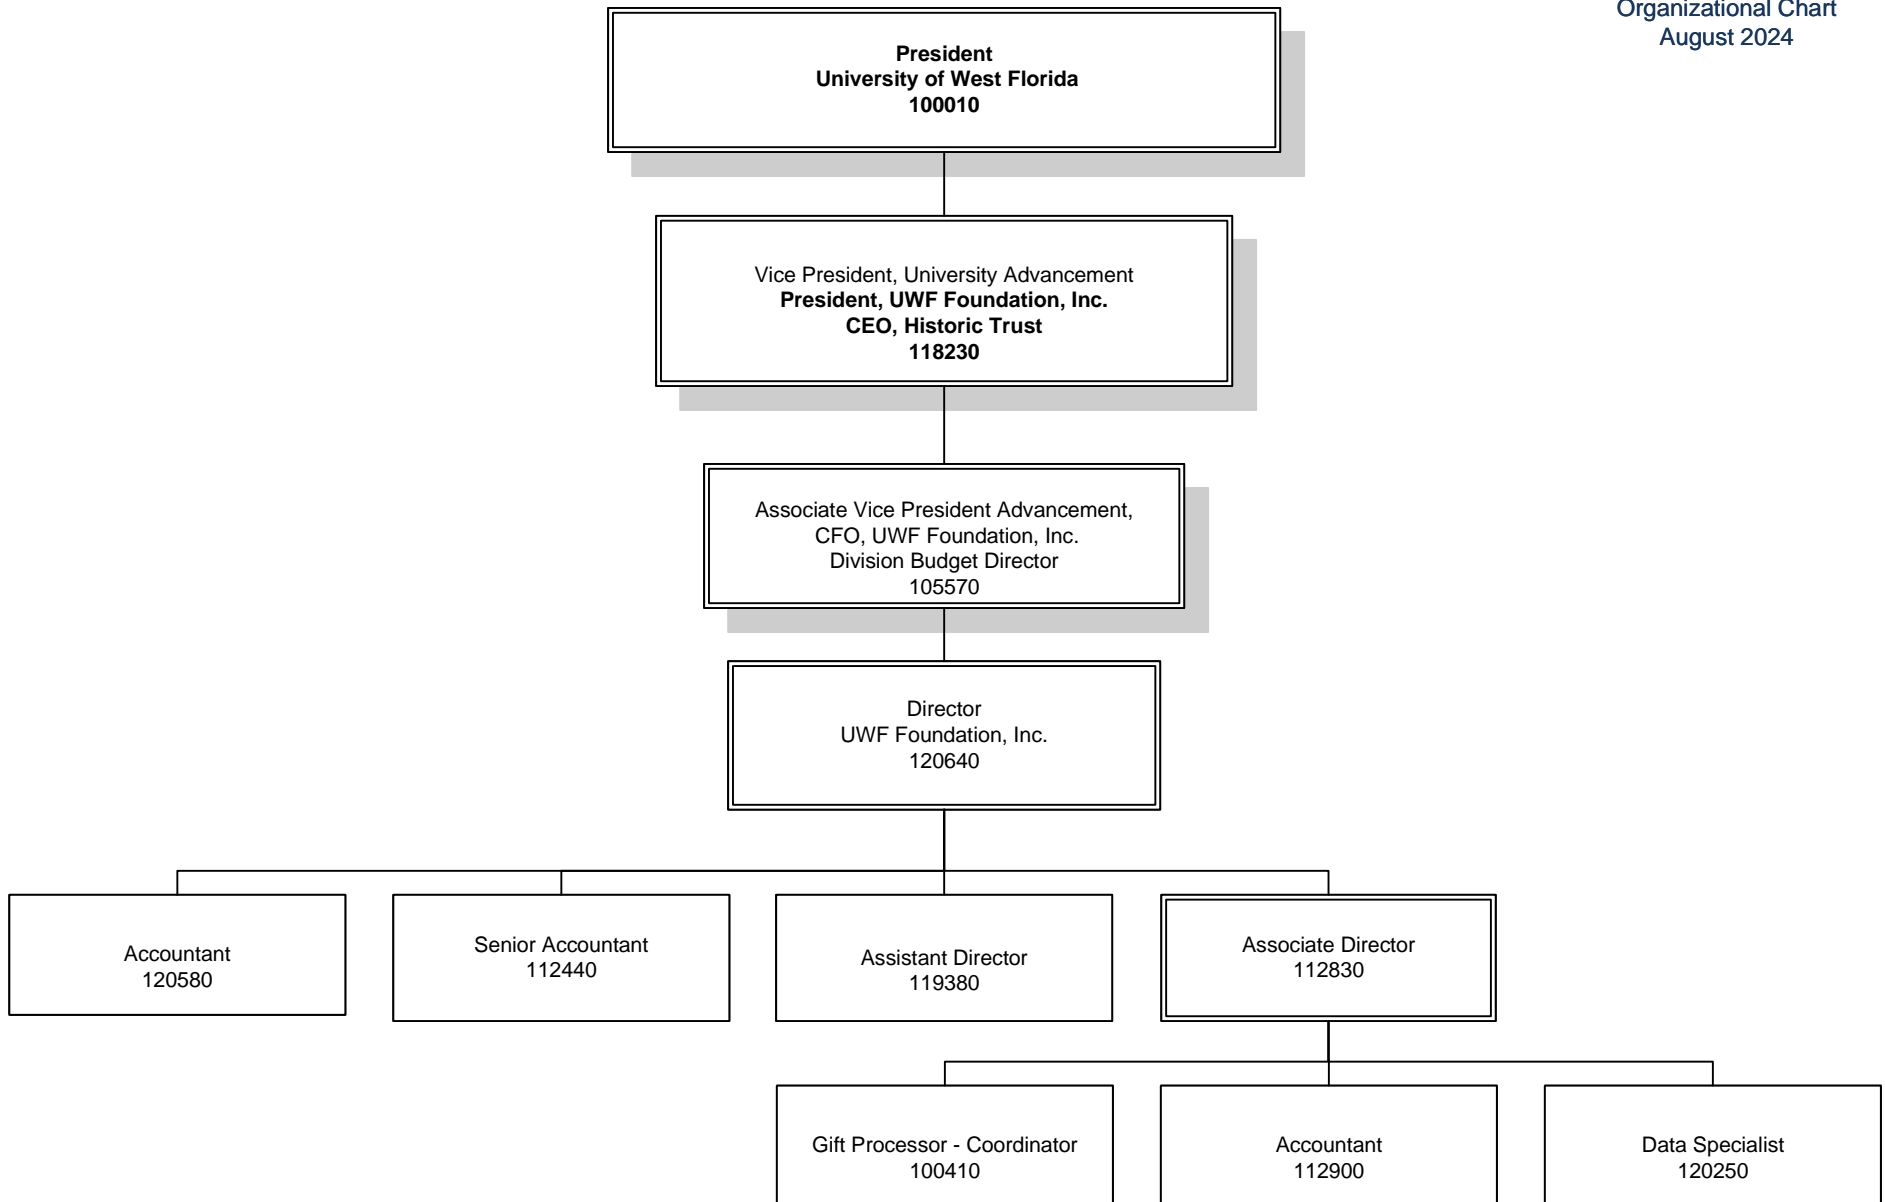 Organizational Chart
August 2024
President
University of West Florida
100010
Vice President, University Advancement
President, UWF Foundation, Inc.
CEO, Historic Trust
118230
Associate Vice President Advancement,
CFO, UWF Foundation, Inc.
Division Budget Director
105570
Director
UWF Foundation, Inc.
120640
Accountant
120580
Senior Accountant
112440
Assistant Director
119380
Associate Director
112830
Gift Processor - Coordinator
100410
Accountant
112900
Data Specialist
120250